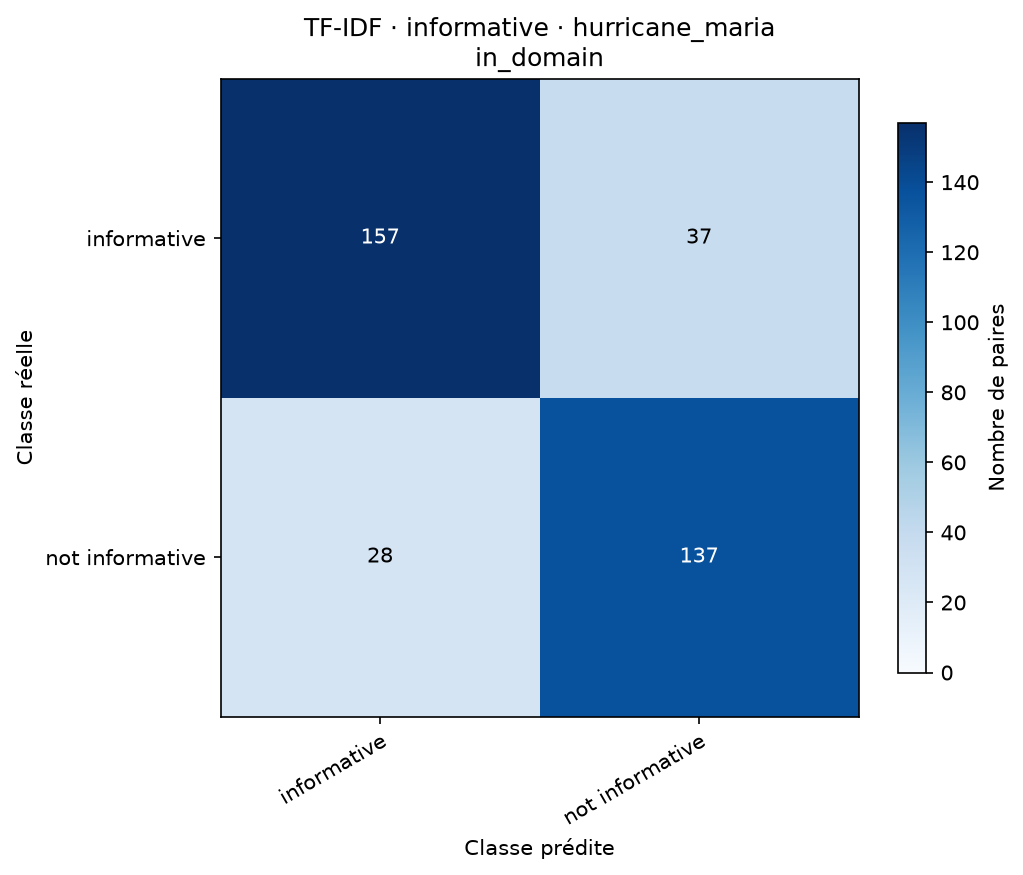 TF-IDF · informative · hurricane_maria
in_domain
informative
157
37
not informative
28
137
Classe réelle
informative
not informative
Classe prédite
140
120
100
80
60
40
20
0
Nombre de paires